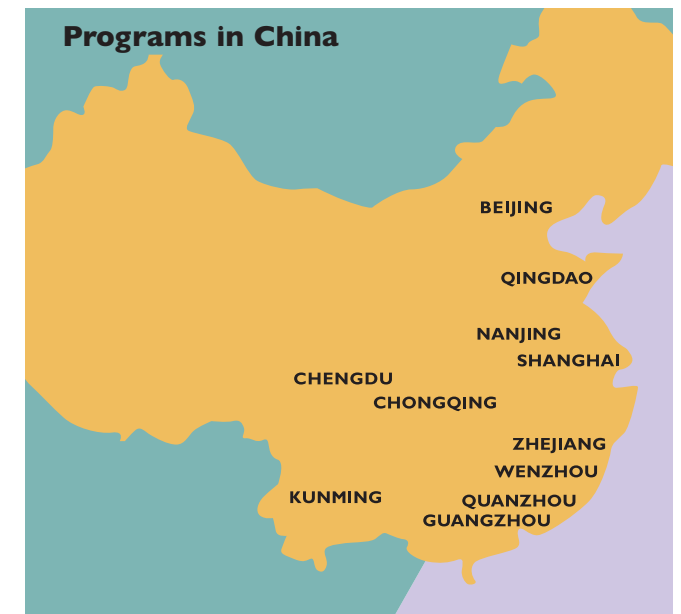 Programs in China
BEIJING
QINGDAO
NANJING
SHANGHAI
CHENGDU
CHONGQING
ZHEJIANG
WENZHOU
KUNMING
QUANZHOU
GUANGZHOU